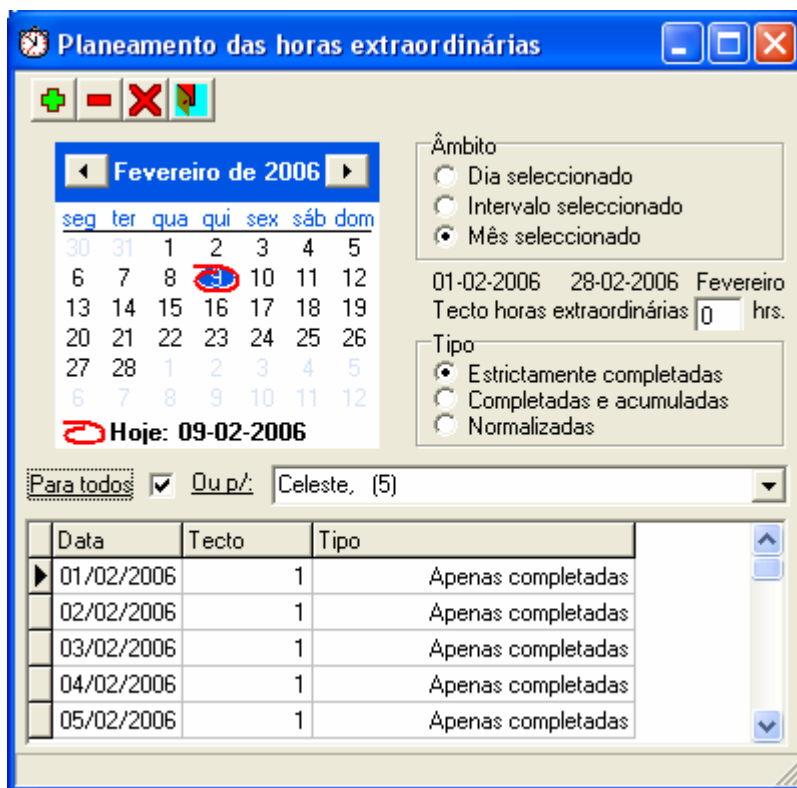 Planeamento das horas extraordinárias
Fevereiro de 2006
seg ter qua qui sex sáb dom
30 31 1 2 3 4 5
6 7 8 9 10 11 12
13 14 15 16 17 18 19
20 21 22 23 24 25 26
27 28 1 2 3 4 5
6 7 8 9 10 11 12
Hoje: 09-02-2006
Âmbito
Dia seleccionado
Intervalo seleccionado
Mês seleccionado
01-02-2006 28-02-2006 Fevereiro
Tecto horas extraordinárias 0 hrs.
Tipo
Estrictamente completadas
Completadas e acumuladas
Normalizadas
Para todos Ou p/: Celeste, (5)
Data Tecto Tipo
01/02/2006 1 Apenas completadas
02/02/2006 1 Apenas completadas
03/02/2006 1 Apenas completadas
04/02/2006 1 Apenas completadas
05/02/2006 1 Apenas completadas